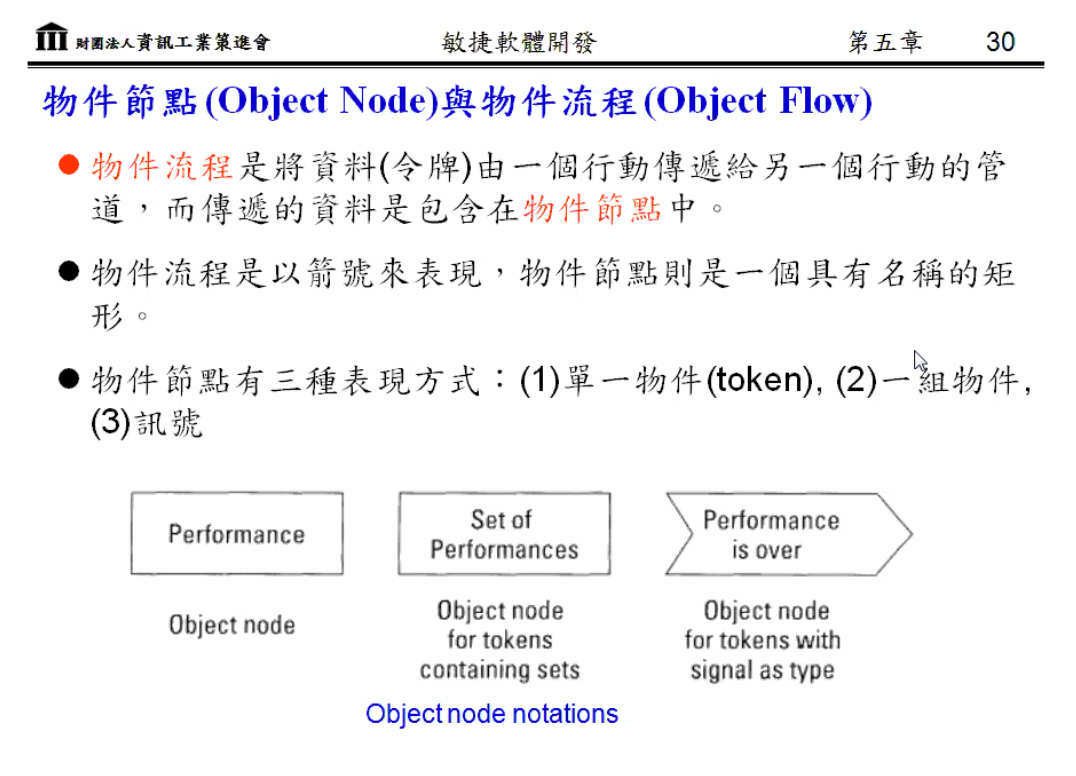 財團法人資訊工業策進會 敏捷軟體開發 第五章 30
物件節點(Object Node)與物件流程(Object Flow)
物件流程是將資料(令牌)由一個行動傳遞給另一個行動的管
道，而傳遞的資料是包含在物件節點中。
物件流程是以箭號來表現，物件節點則是一個具有名稱的矩
形。
物件節點有三種表現方式：(1)單一物件(token), (2)一組物件,
(3)訊號
Performance
Object node
Set of
Performances
Object node
for tokens
containing sets
Performance
is over
Object node
for tokens with
signal as type
Object node notations